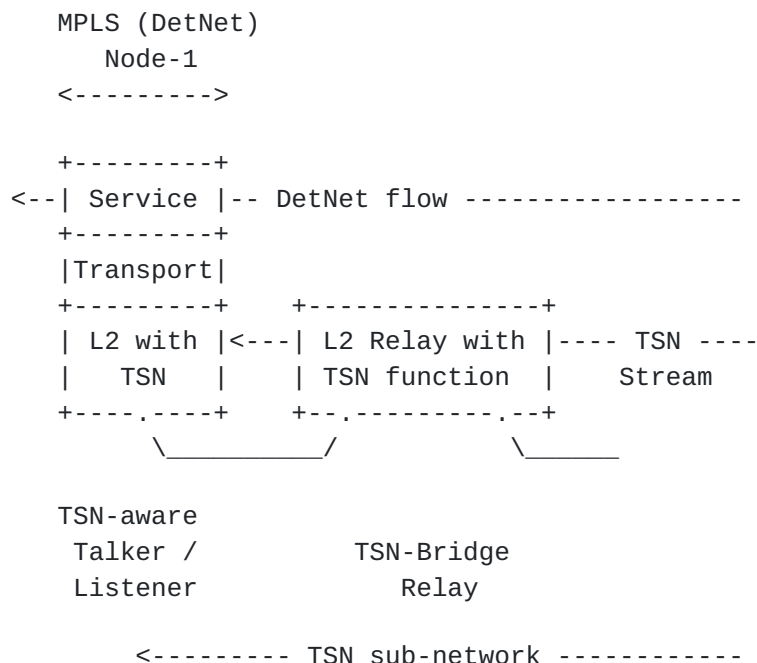 MPLS (DetNet)
Node-1
<--------->
+---------+
<--| Service |-- DetNet flow ------------------
+---------+
|Transport|
+---------+    +---------------+
| L2 with |<---| L2 Relay with |---- TSN ----
|   TSN   |    | TSN function  |    Stream
+----.----+    +--.---------.--+
\__________/           \______
TSN-aware
Talker /          TSN-Bridge
Listener             Relay
<--------- TSN sub-network ------------